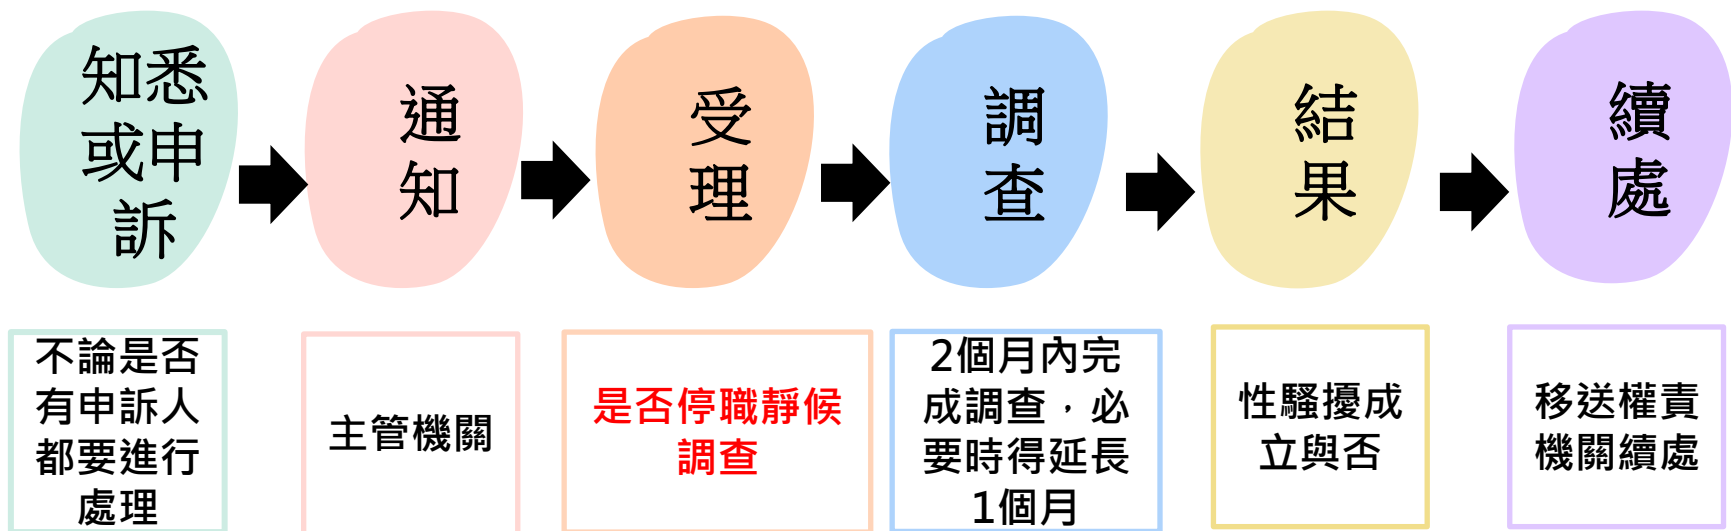 知悉
或申
訴
通
知
受
理
調
查
結
果
續
處
不論是否
有申訴人
都要進行
處理
主管機關
是否停職靜候
調查
2個月內完
成調查，必
要時得延長
1個月
性騷擾成
立與否
移送權責
機關續處